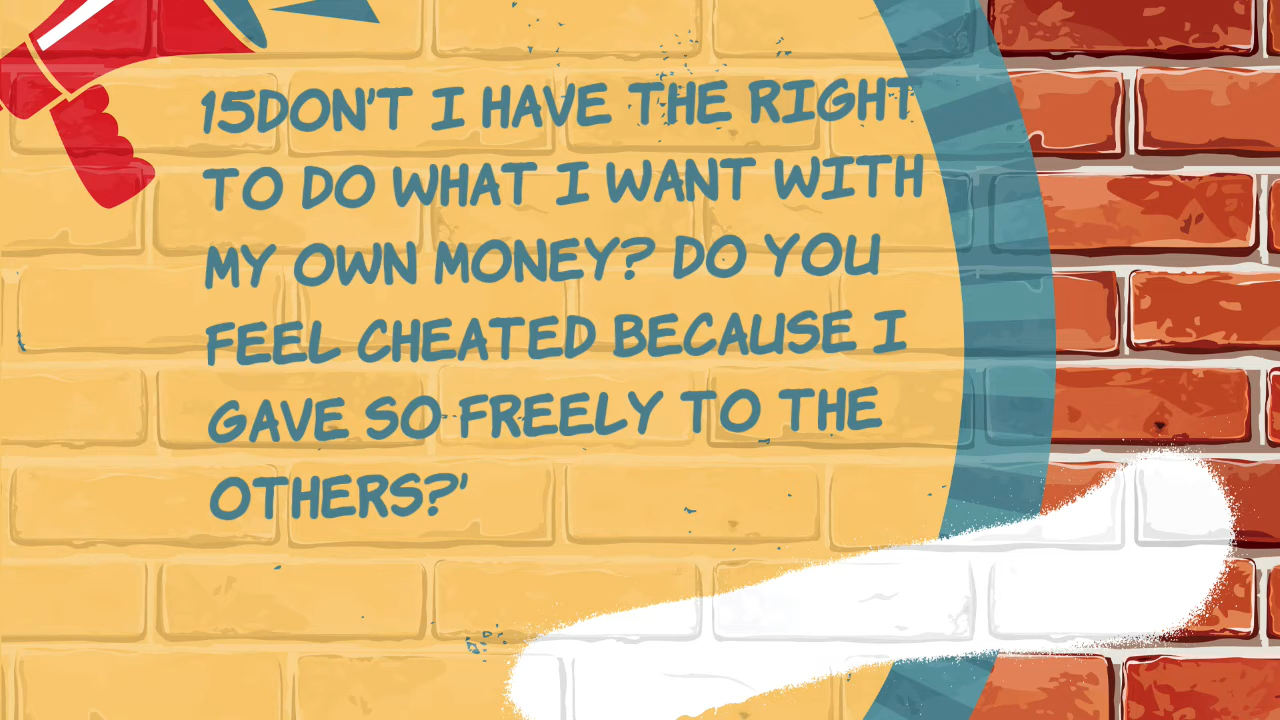 15DON'T I HAVE THE RIGHT
TO DO WHAT I WANT WITH
MY OWN MONEY? DO YOU
FEEL CHEATED BECAUSE I
GAVE SO FREELY TO THE
OTHERS?'